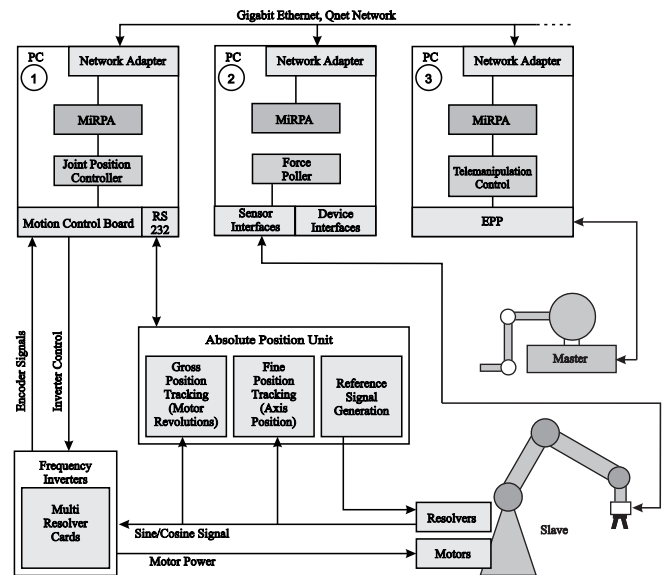 Gigabit Ethernet, Qnet Network
PC
1
Network Adapter
MiRPA
Joint Position
Controller
Motion Control Board
RS
232
PC
2
Network Adapter
MiRPA
Force
Poller
Sensor
Interfaces
Device
Interfaces
PC
3
Network Adapter
MiRPA
Telemanipulation
Control
EPP
Encoder Signals
Inverter Control
Absolute Position Unit
Gross
Position
Tracking
(Motor
Revolutions)
Fine
Position
Tracking
(Axis
Position)
Reference
Signal
Generation
Master
Frequency
Inverters
Multi
Resolver
Cards
Sine/Cosine Signal
Motor Power
Resolvers
Motors
Slave